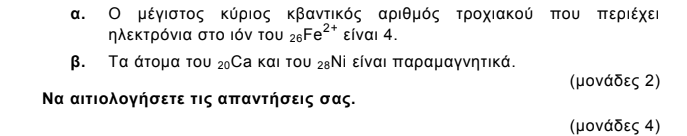 α. Ο μέγιστος κύριος κβαντικός αριθμός τροχιακού που περιέχει
ηλεκτρόνια στο ιόν του ₂₆Fe²⁺ είναι 4.
β. Τα άτομα του ₂₀Ca και του ₂₈Ni είναι παραμαγνητικά.
(μονάδες 2)
Να αιτιολογήσετε τις απαντήσεις σας.
(μονάδες 4)